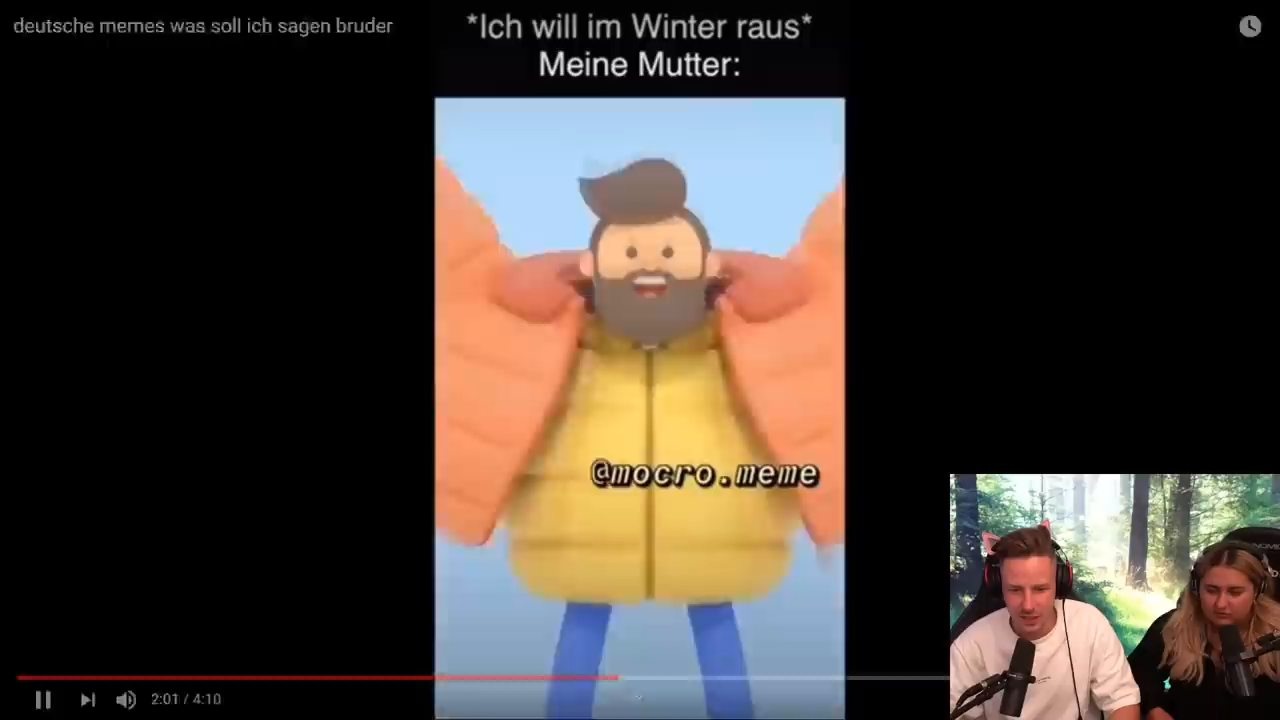 deutsche memes was soll ich sagen bruder
*Ich will im Winter raus*
Meine Mutter:
@mocro.meme
2:01 / 4:10